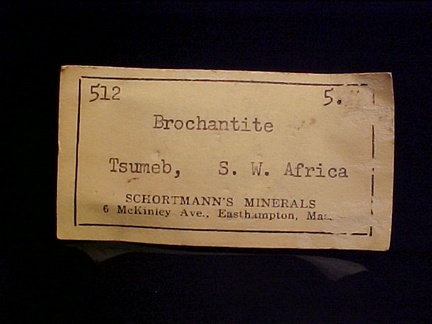 512 5.
Brochantite
Tsumeb, S. W. Africa
SCHORTMANN'S MINERALS
6 McKinley Ave., Easthampton,